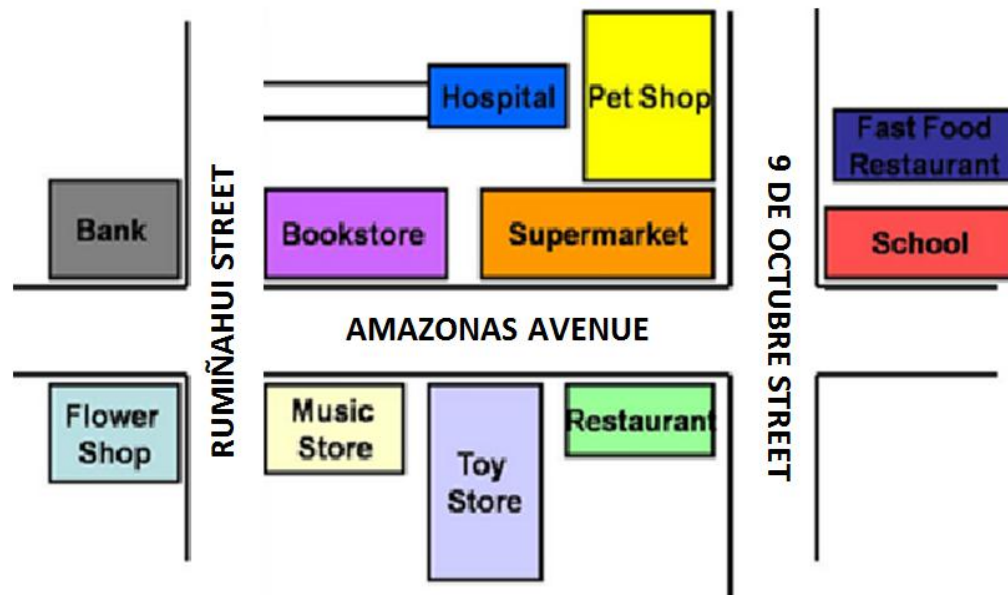 Hospital
Pet Shop
Fast Food
Restaurant
Bank
RUMIÑAHUI STREET
Bookstore
Supermarket
9 DE OCTUBRE STREET
School
AMAZONAS AVENUE
Flower
Shop
Music
Store
Toy
Store
Restaurant